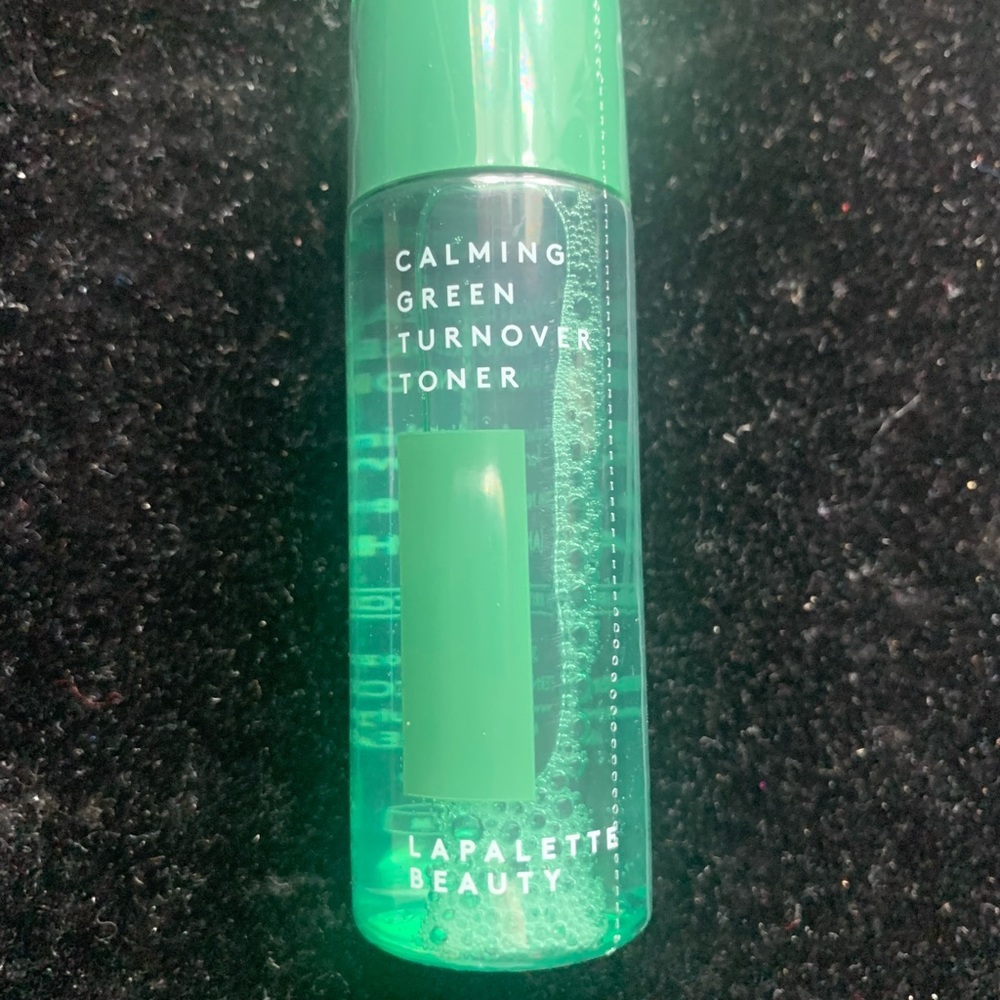 CALMING
GREEN
TURNOVER
TONER
LAPALETTE
BEAUTY